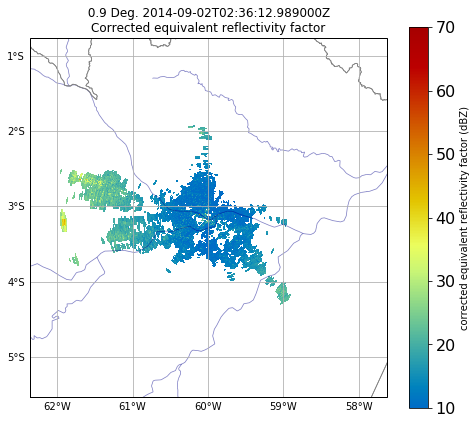 0.9 Deg. 2014-09-02T02:36:12.989000Z
Corrected equivalent reflectivity factor
1°S
2°S
3°S
4°S
5°S
62°W 61°W 60°W 59°W 58°W
70
60
50
40
30
20
10
corrected equivalent reflectivity factor (dBZ)